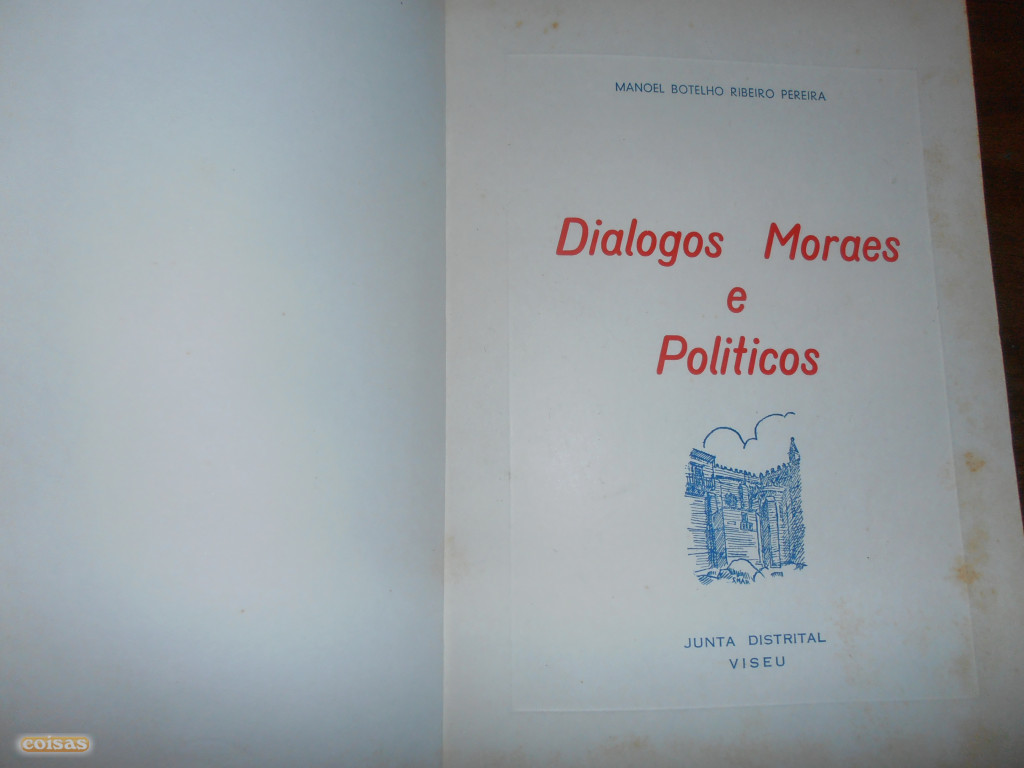 MANOEL BOTELHO RIBEIRO PEREIRA
Dialogos Moraes
e
Politicos
JUNTA DISTRITAL
VISEU
coisas